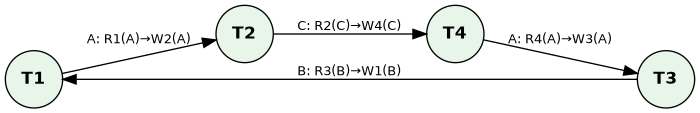 A: R1(A)→W2(A)
T2
C: R2(C)→W4(C)
T4
A: R4(A)→W3(A)
T1
B: R3(B)→W1(B)
T3